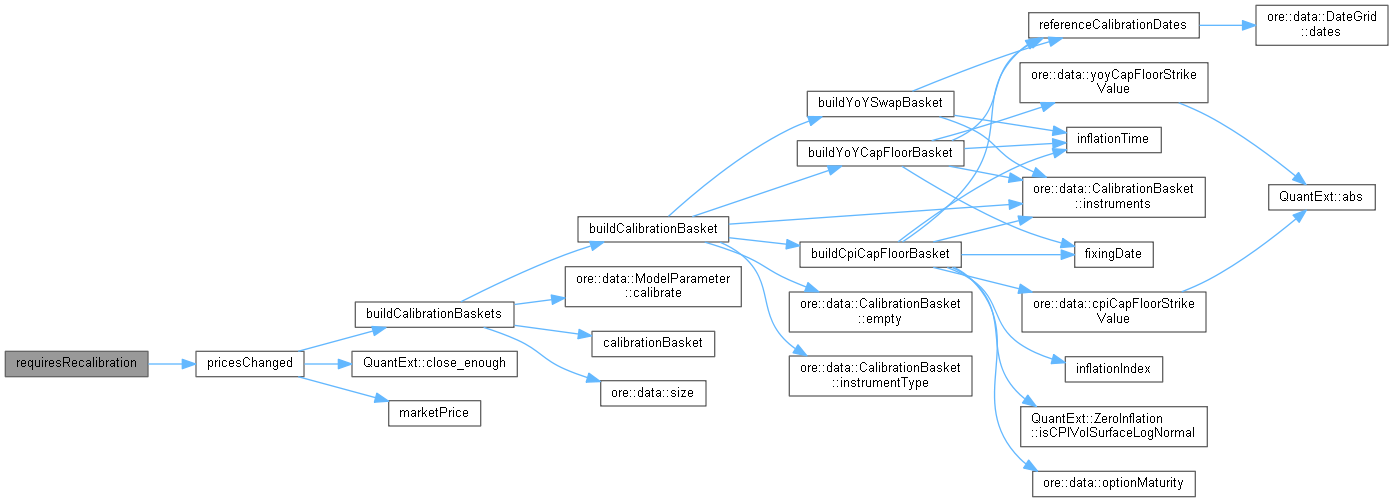 requiresRecalibration
pricesChanged
buildCalibrationBaskets
QuantExt::close_enough
marketPrice
buildCalibrationBasket
ore::data::ModelParameter
::calibrate
calibrationBasket
ore::data::size
buildYoYSwapBasket
buildYoYCapFloorBasket
buildCpiCapFloorBasket
ore::data::CalibrationBasket
::empty
ore::data::CalibrationBasket
::instrumentType
referenceCalibrationDates
ore::data::yoyCapFloorStrike
Value
inflationTime
ore::data::CalibrationBasket
::instruments
fixingDate
ore::data::cpiCapFloorStrike
Value
inflationIndex
QuantExt::ZeroInflation
::isCPIVolSurfaceLogNormal
ore::data::optionMaturity
ore::data::DateGrid
::dates
QuantExt::abs